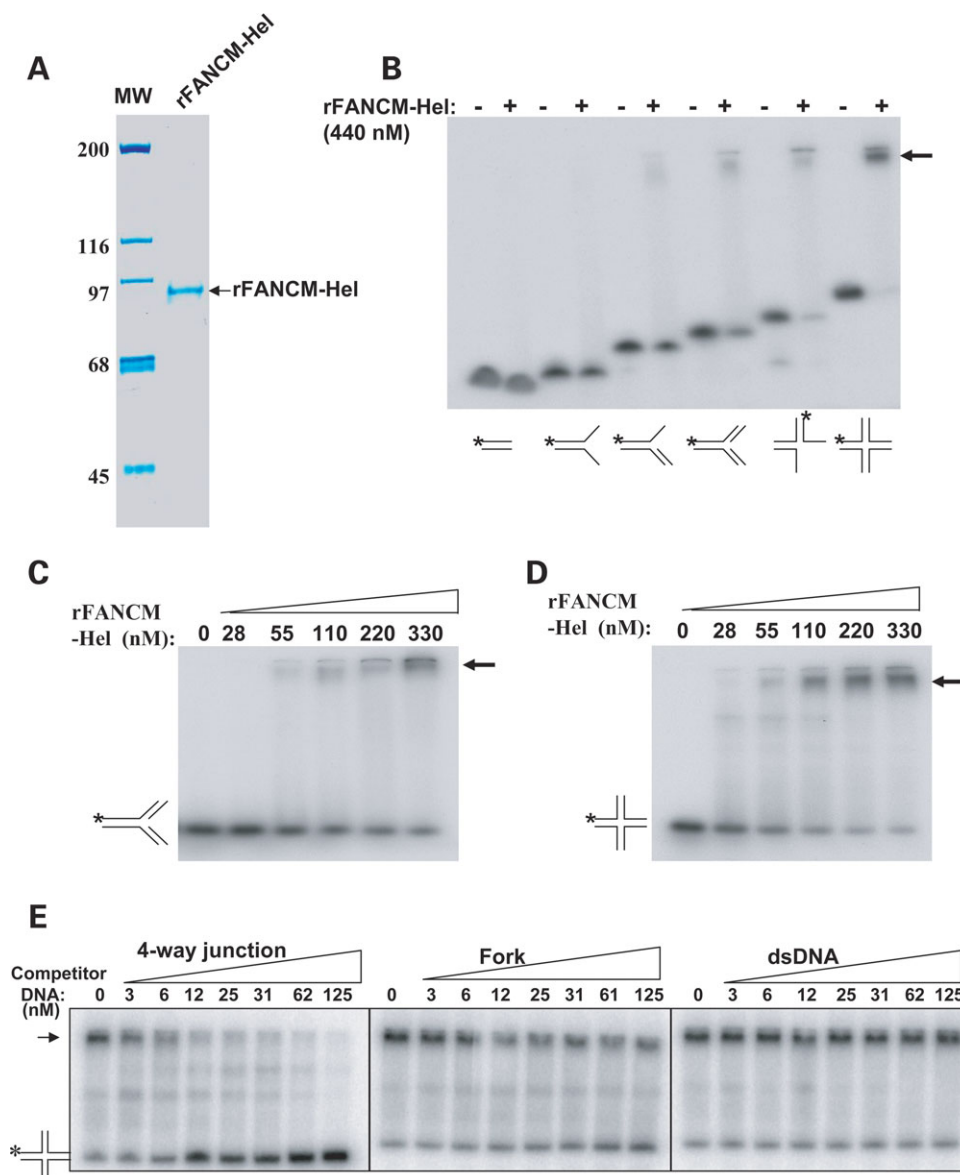 A
MW
rFANCM-Hel
200
116
97
68
45
rFANCM-Hel
B
rFANCM-Hel: - + - + - + - + - + - +
(440 nM)
* * * * * *
C
rFANCM
-Hel (nM): 0 28 55 110 220 330
*
D
rFANCM
-Hel (nM): 0 28 55 110 220 330
*
E
4-way junction Fork dsDNA
Competitor
DNA: 0 3 6 12 25 31 62 125 0 3 6 12 25 31 61 125 0 3 6 12 25 31 62 125
(nM)
*